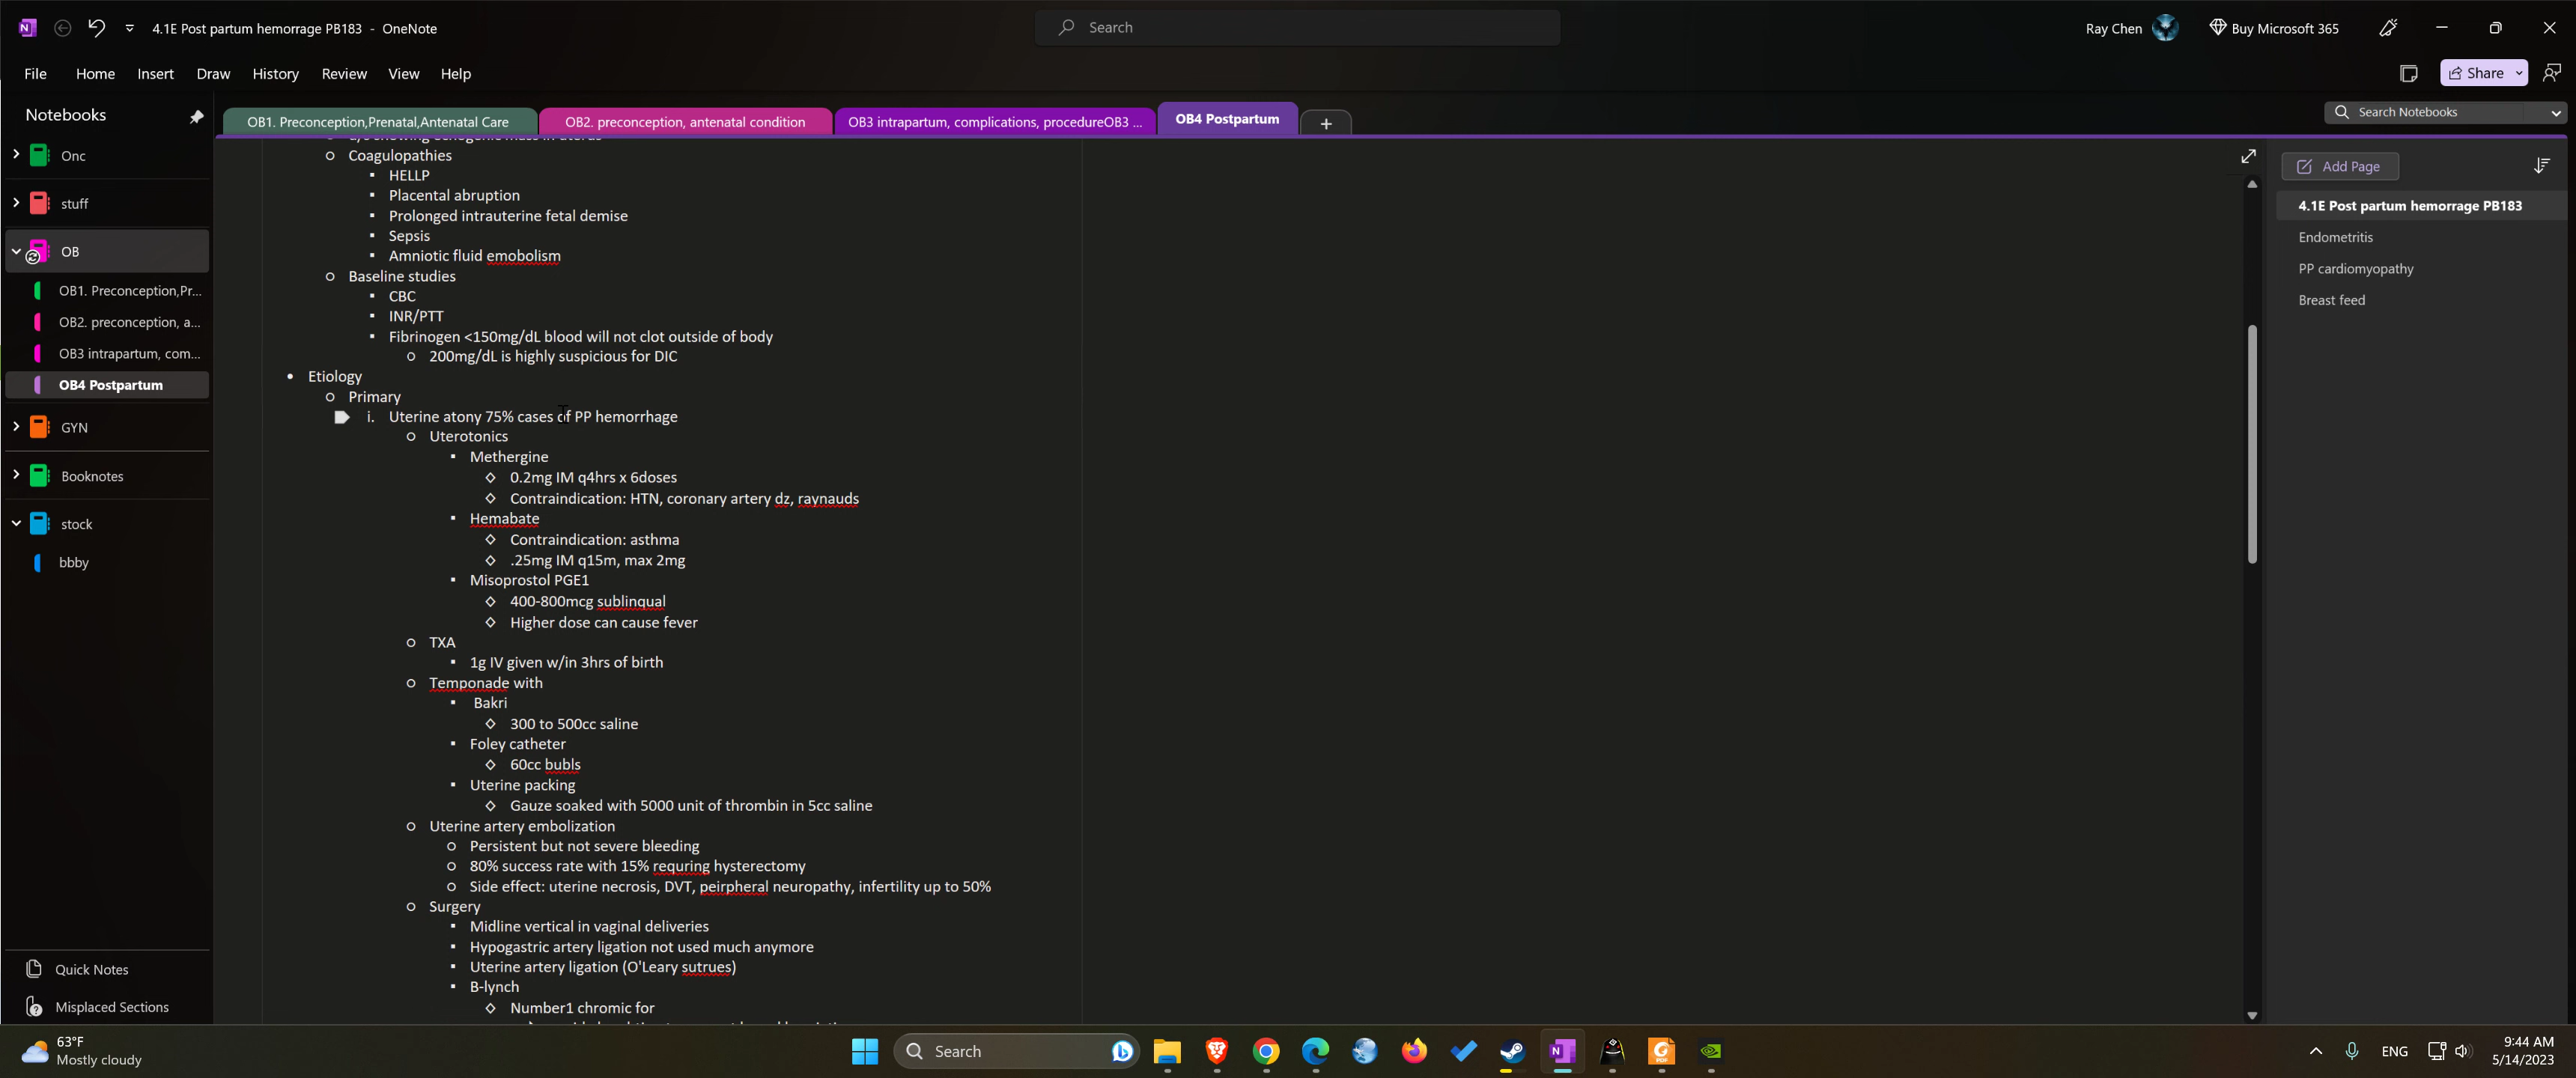 4.1E Post partum hemorrage PB183 - OneNote
Search
Ray Chen
Buy Microsoft 365
File Home Insert Draw History Review View Help
Share
Notebooks
OB1. Preconception,Prenatal,Antenatal Care
OB2. preconception, antenatal condition
OB3 intrapartum, complications, procedureOB3 ...
OB4 Postpartum
+
Search Notebooks
Onc
stuff
OB
OB1. Preconception,Pr...
OB2. preconception, a...
OB3 intrapartum, com...
OB4 Postpartum
GYN
Booknotes
stock
bbby
Quick Notes
Misplaced Sections
Coagulopathies
HELLP
Placental abruption
Prolonged intrauterine fetal demise
Sepsis
Amniotic fluid emobolism
Baseline studies
CBC
INR/PTT
Fibrinogen <150mg/dL blood will not clot outside of body
200mg/dL is highly suspicious for DIC
Etiology
Primary
i. Uterine atony 75% cases of PP hemorrhage
Uterotonics
Methergine
0.2mg IM q4hrs x 6doses
Contraindication: HTN, coronary artery dz, raynauds
Hemabate
Contraindication: asthma
.25mg IM q15m, max 2mg
Misoprostol PGE1
400-800mcg sublinqual
Higher dose can cause fever
TXA
1g IV given w/in 3hrs of birth
Temponade with
Bakri
300 to 500cc saline
Foley catheter
60cc bubls
Uterine packing
Gauze soaked with 5000 unit of thrombin in 5cc saline
Uterine artery embolization
Persistent but not severe bleeding
80% success rate with 15% requring hysterectomy
Side effect: uterine necrosis, DVT, peirpheral neuropathy, infertility up to 50%
Surgery
Midline vertical in vaginal deliveries
Hypogastric artery ligation not used much anymore
Uterine artery ligation (O'Leary sutrues)
B-lynch
Number1 chromic for
Add Page
4.1E Post partum hemorrage PB183
Endometritis
PP cardiomyopathy
Breast feed
63°F
Mostly cloudy
Search
ENG
9:44 AM
5/14/2023